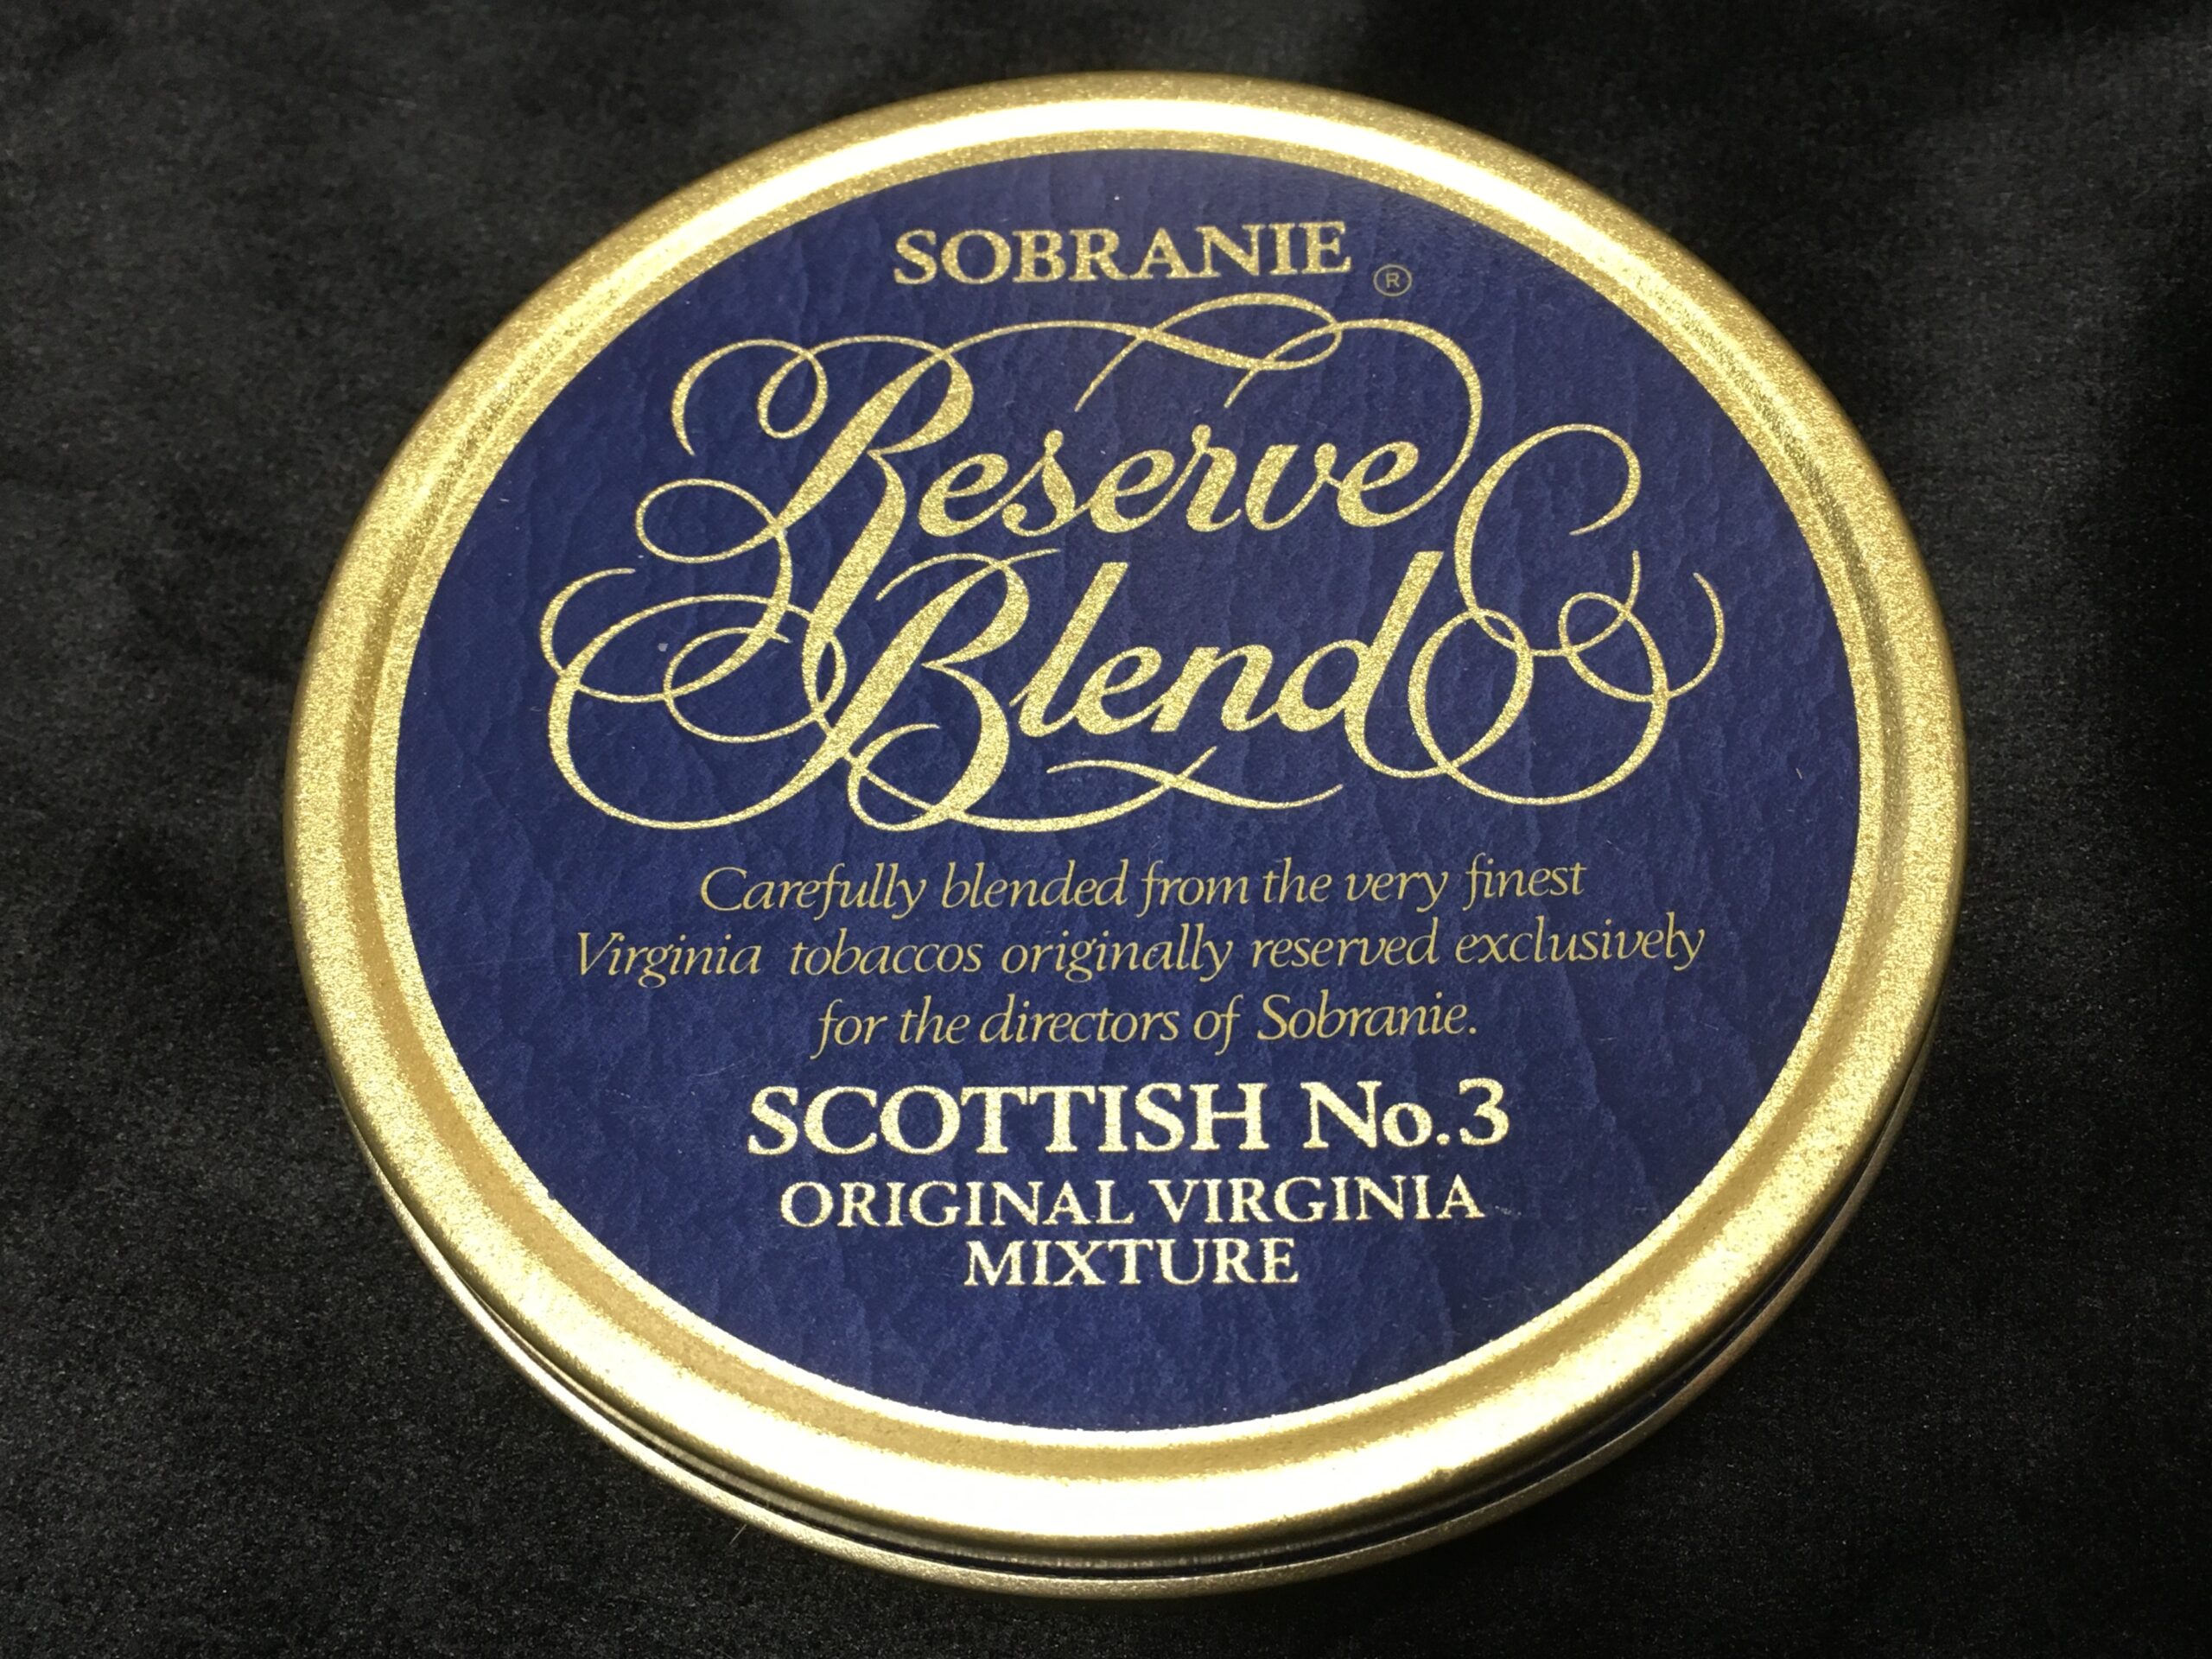 SOBRANIE ®
Reserve
Blend
Carefully blended from the very finest
Virginia tobaccos originally reserved exclusively
for the directors of Sobranie.
SCOTTISH No.3
ORIGINAL VIRGINIA
MIXTURE